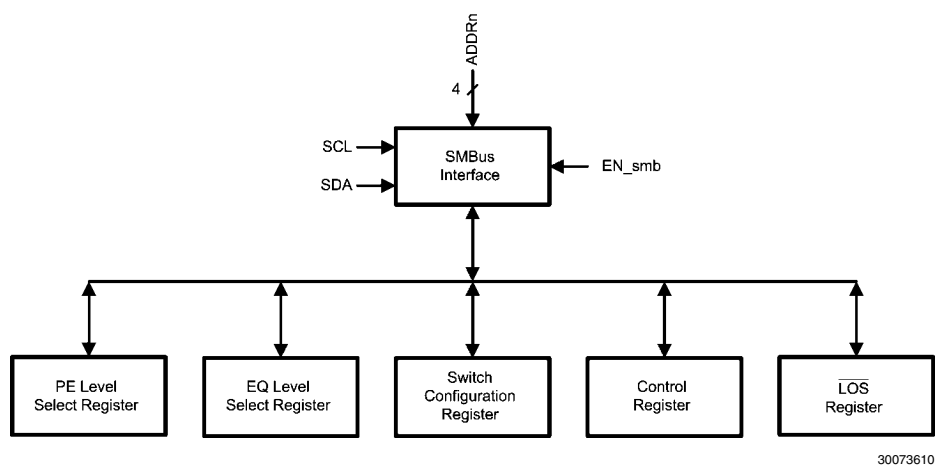 ADDRn
4
SCL
SDA
SMBus
Interface
EN_smb
PE Level
Select Register
EQ Level
Select Register
Switch
Configuration
Register
Control
Register
L̅O̅S̅
Register
30073610